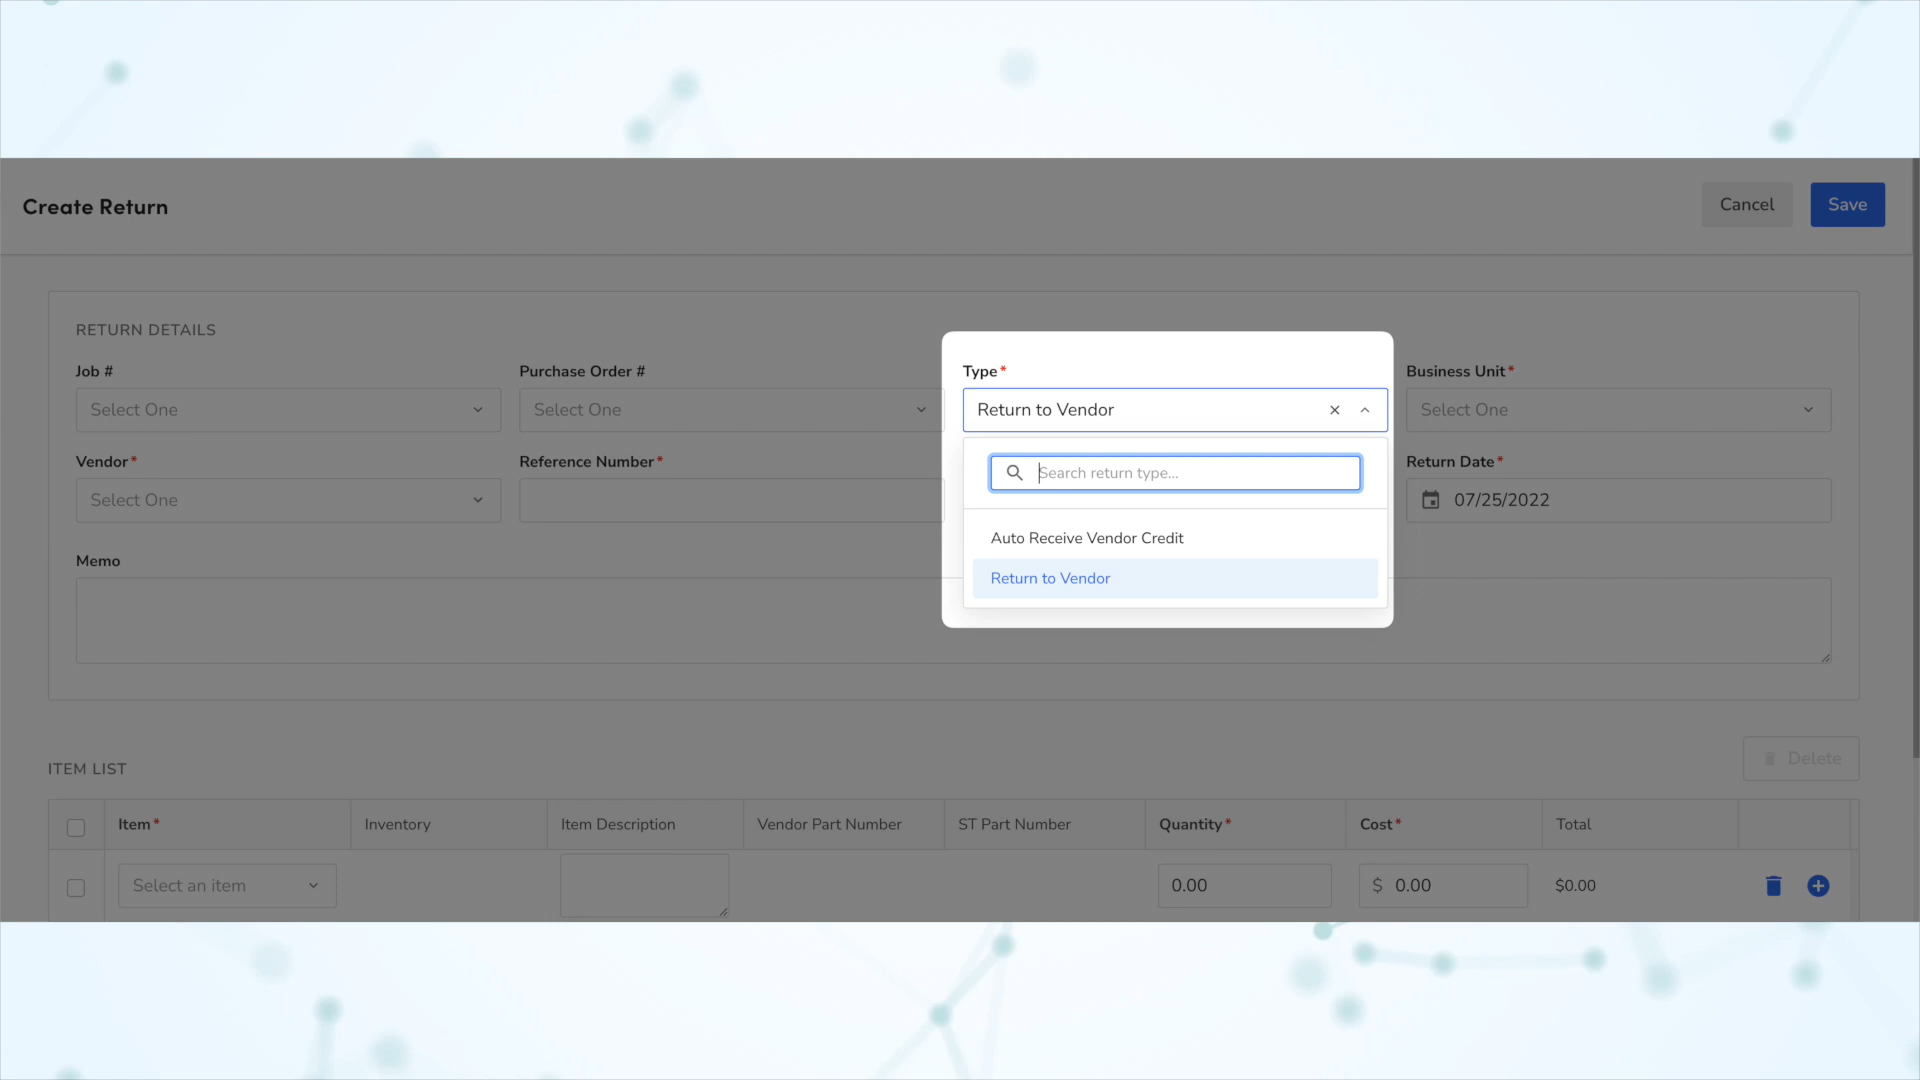 Create Return
Cancel
Save
RETURN DETAILS
Job #
Purchase Order #
Type*
Business Unit*
Select One
Select One
Return to Vendor
Select One
Vendor*
Reference Number*
Search return type...
Return Date*
Select One
07/25/2022
Auto Receive Vendor Credit
Return to Vendor
Memo
ITEM LIST
Delete
Item*
Inventory
Item Description
Vendor Part Number
ST Part Number
Quantity*
Cost*
Total
Select an item
0.00
$ 0.00
$0.00